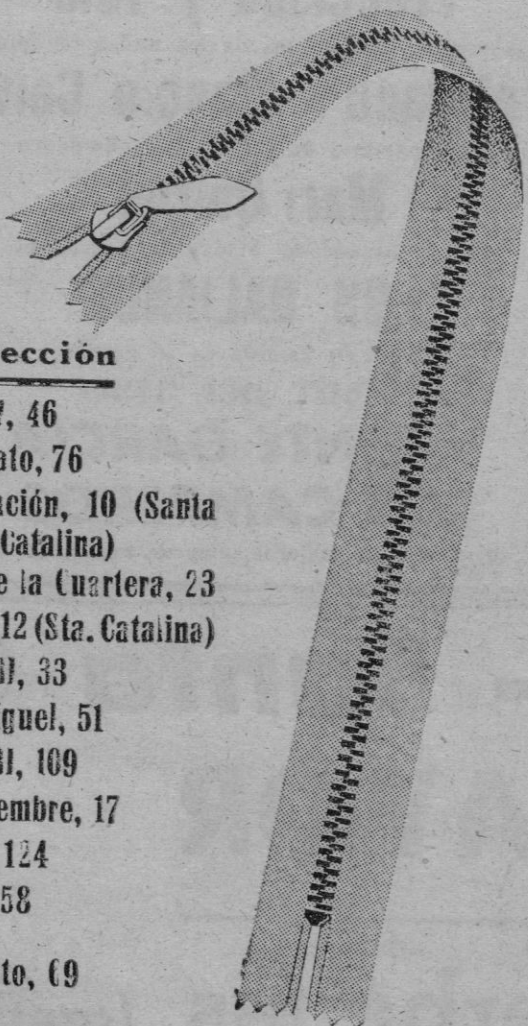 ección
, 46
ato, 76
ación, 10 (Santa
Catalina)
e la Cuartera, 23
12 (Sta. Catalina)
, 33
guel, 51
, 109
embre, 17
124
58
to, 69